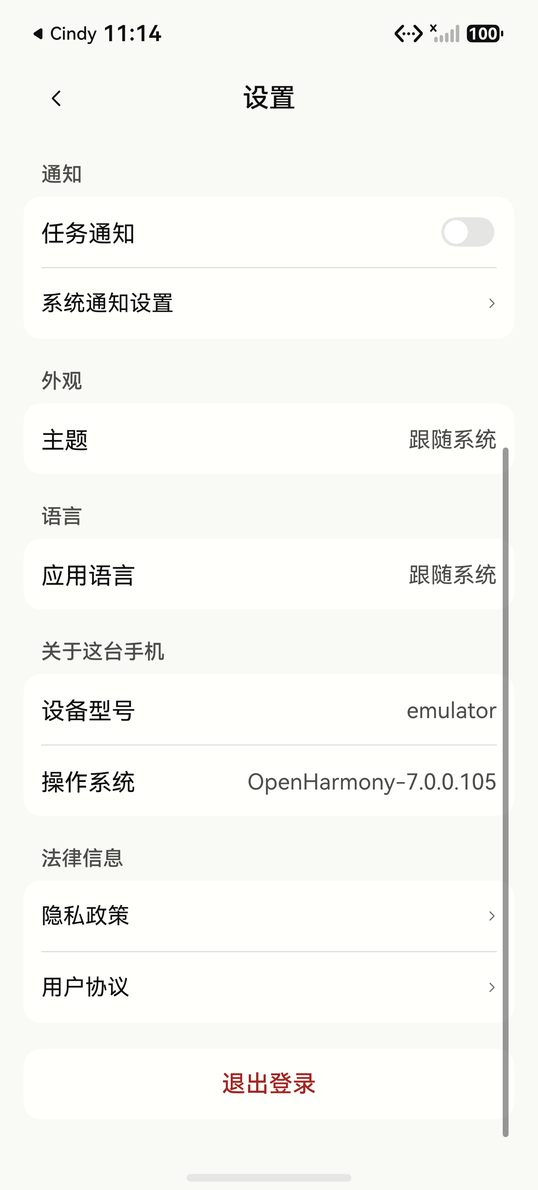 Cindy 11:14
100
设置
通知
任务通知
系统通知设置
外观
主题 跟随系统
语言
应用语言 跟随系统
关于这台手机
设备型号 emulator
操作系统 OpenHarmony-7.0.0.105
法律信息
隐私政策
用户协议
退出登录